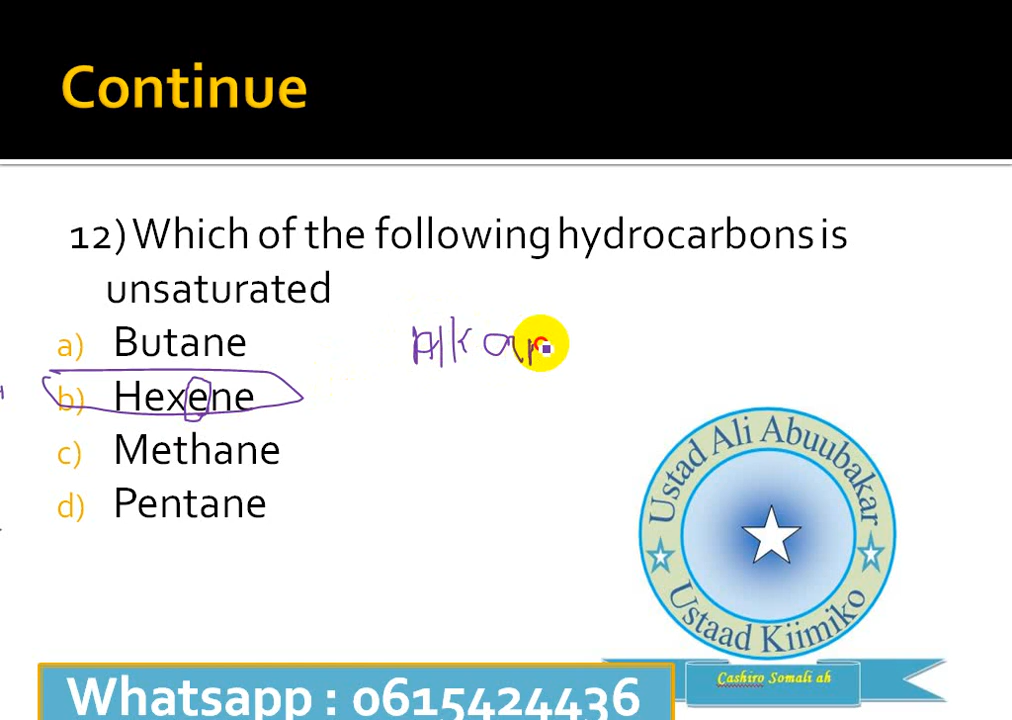 Continue
12) Which of the following hydrocarbons is
unsaturated
a) Butane
b) Hexene
c) Methane
d) Pentane
Ustad Ali Abuubakar
Ustaad Kiimiko
Cashiro Somali ah
Whatsapp : 0615424436